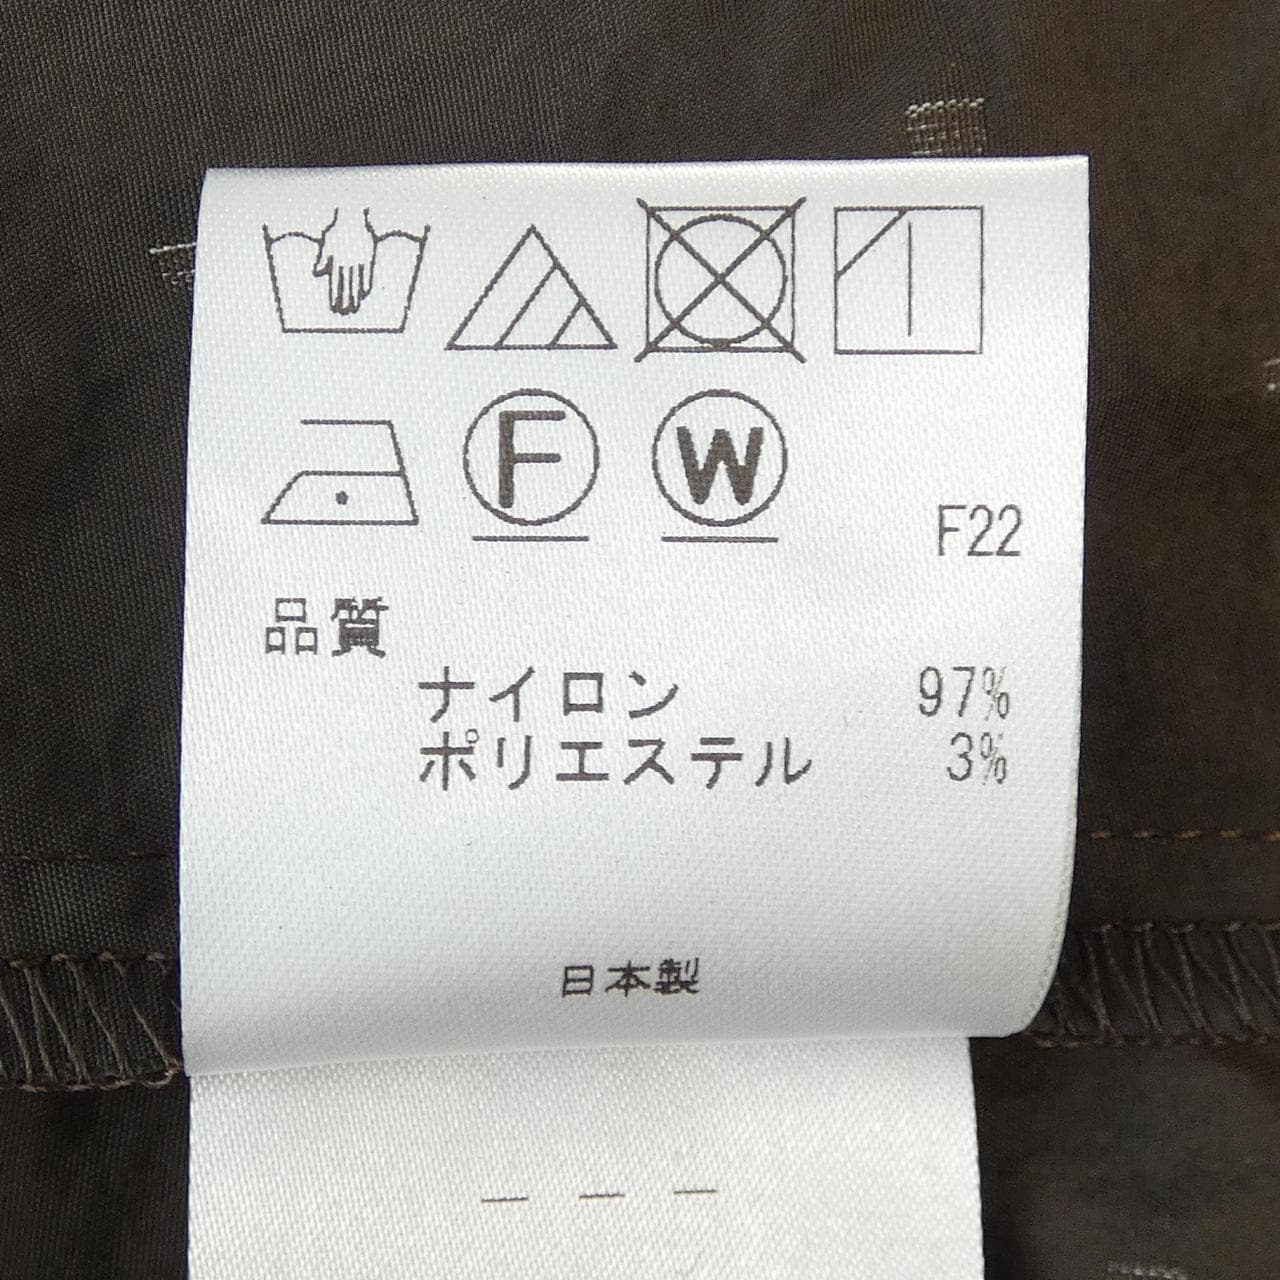 F W
F22
品質
ナイロン 97%
ポリエステル 3%
日本製